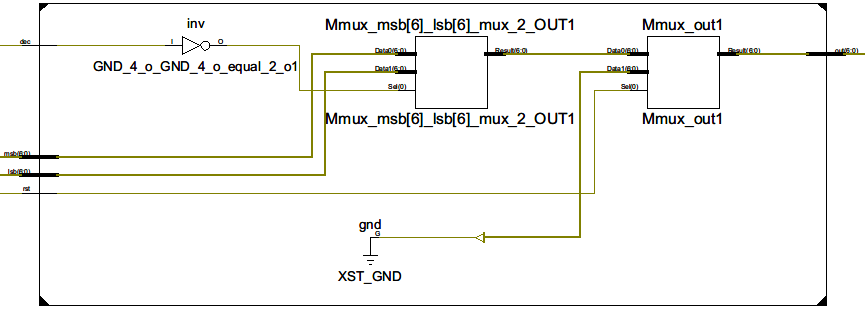 inv
Mmux_msb[6]_lsb[6]_mux_2_OUT1
Mmux_out1
dec
I
O
Data0(6:0)
Result(6:0)
Data0(6:0)
Result(6:0)
out(6:0)
GND_4_o_GND_4_o_equal_2_o1
Data1(6:0)
Data1(6:0)
Sel(0)
Sel(0)
Mmux_msb[6]_lsb[6]_mux_2_OUT1
Mmux_out1
msb(6:0)
lsb(6:0)
rst
gnd
G
XST_GND